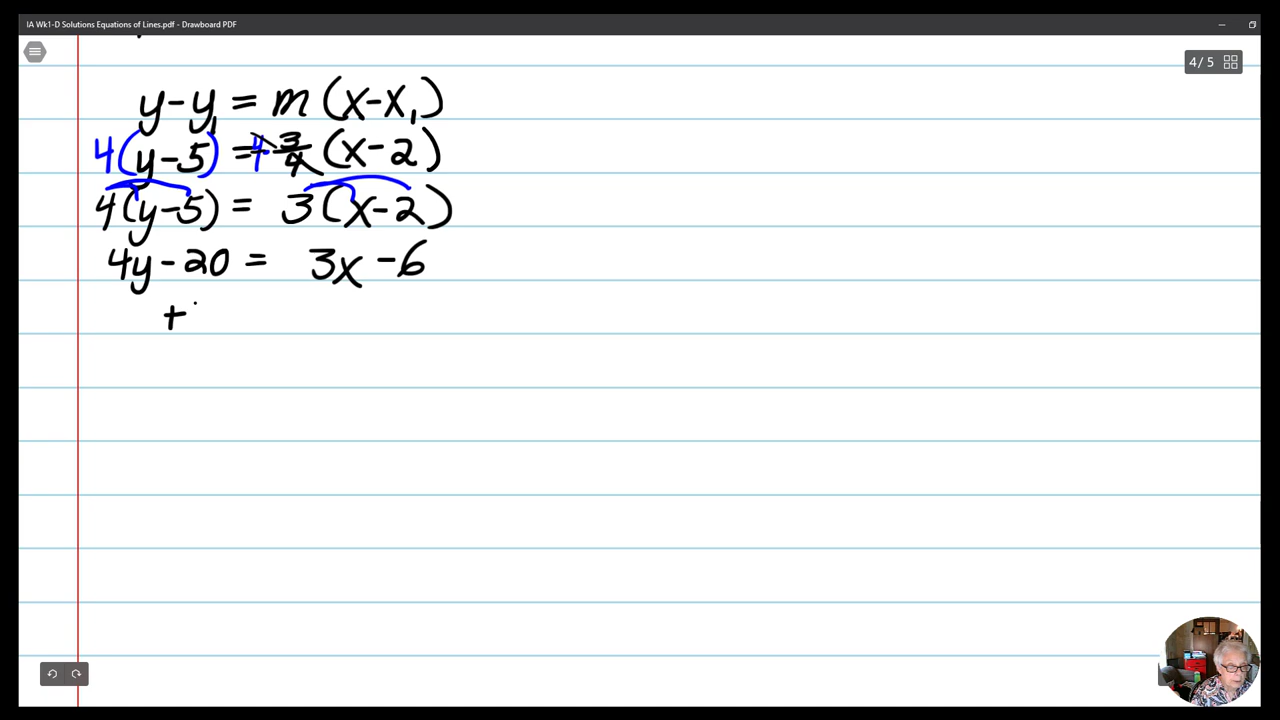 IA Wk1-D Solutions Equations of Lines.pdf - Drawboard PDF
4 / 5
y - y₁ = m (x - x₁)
4(y - 5) = 4 · 3/4 (x - 2)
4(y - 5) = 3(x - 2)
4y - 20 = 3x - 6
+